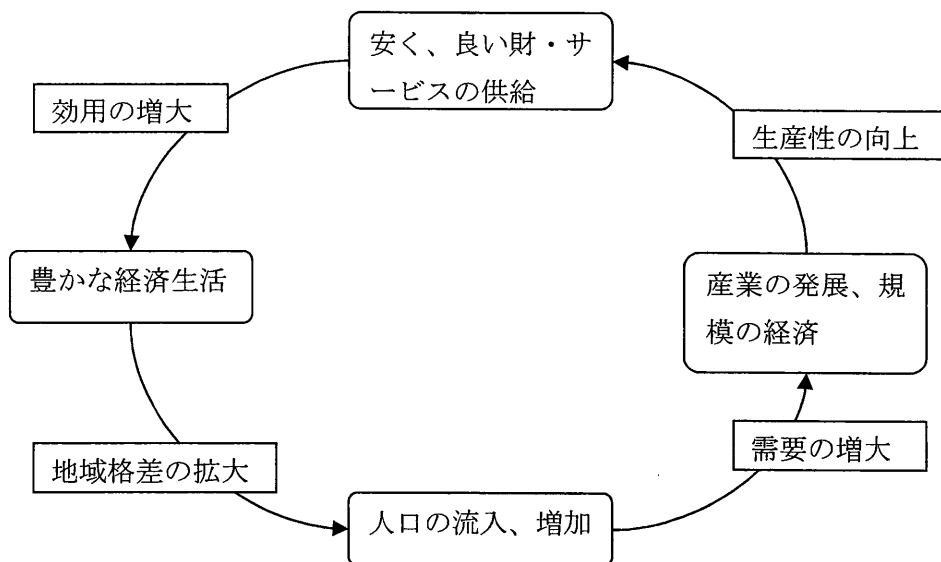 安く、良い財・サ
ービスの供給
効用の増大
生産性の向上
豊かな経済生活
産業の発展、規
模の経済
地域格差の拡大
需要の増大
人口の流入、増加